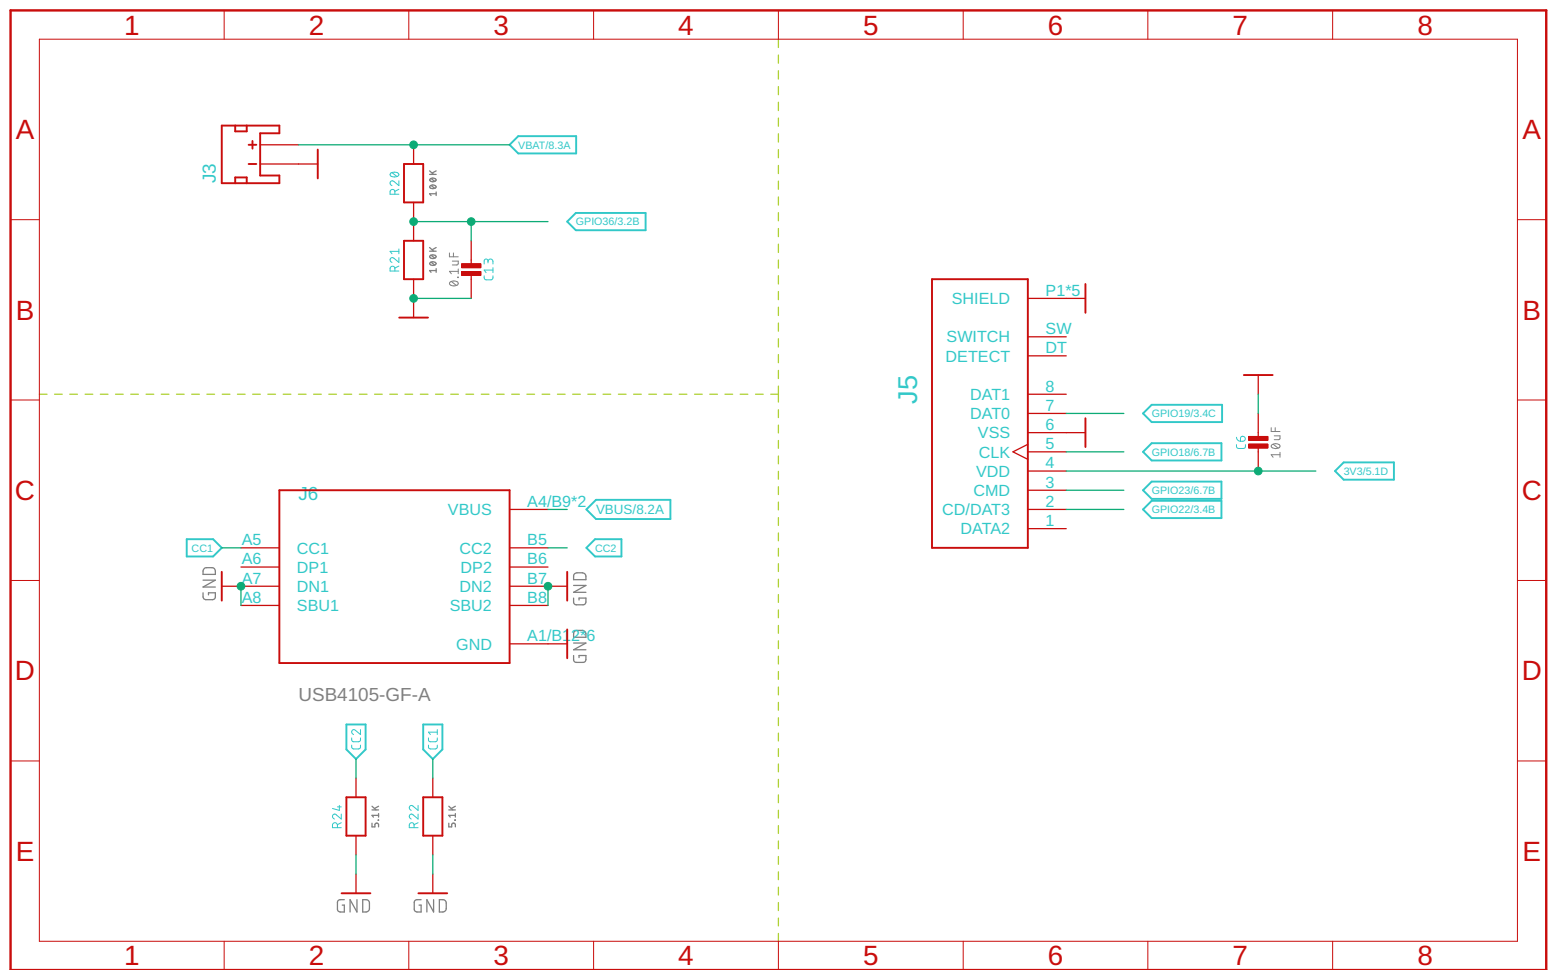 1 2 3 4 5 6 7 8
A
A
+
-
J3
VBAT/8.3A
R20
100K
GPIO36/3.2B
R21
100K
0.1uF
C13
B
B
J5
SHIELD P1*5
SWITCH SW
DETECT DT
DAT1 8
DAT0 7 GPIO19/3.4C
VSS 6
CLK 5 GPIO18/6.7B
VDD 4 3V3/5.1D
CMD 3 GPIO23/6.7B
CD/DAT3 2 GPIO22/3.4B
DATA2 1
C6
10uF
C
C
J6
VBUS A4/B9*2 VBUS/8.2A
CC1 A5 CC1 CC2 B5 CC2
A6 DP1 DP2 B6
GND A7 DN1 DN2 B7 GND
A8 SBU1 SBU2 B8
GND A1/B12*6 GND
USB4105-GF-A
D
D
CC2
CC1
R24
5.1K
R22
5.1K
GND
GND
E
E
1 2 3 4 5 6 7 8